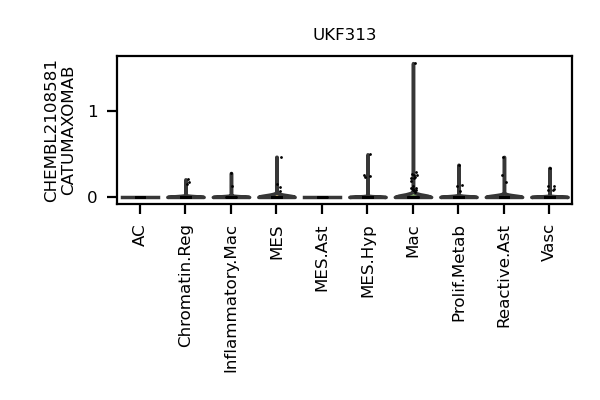 UKF313
CHEMBL2108581
CATUMAXOMAB
1
0
AC
Chromatin.Reg
Inflammatory.Mac
MES
MES.Ast
MES.Hyp
Mac
Prolif.Metab
Reactive.Ast
Vasc